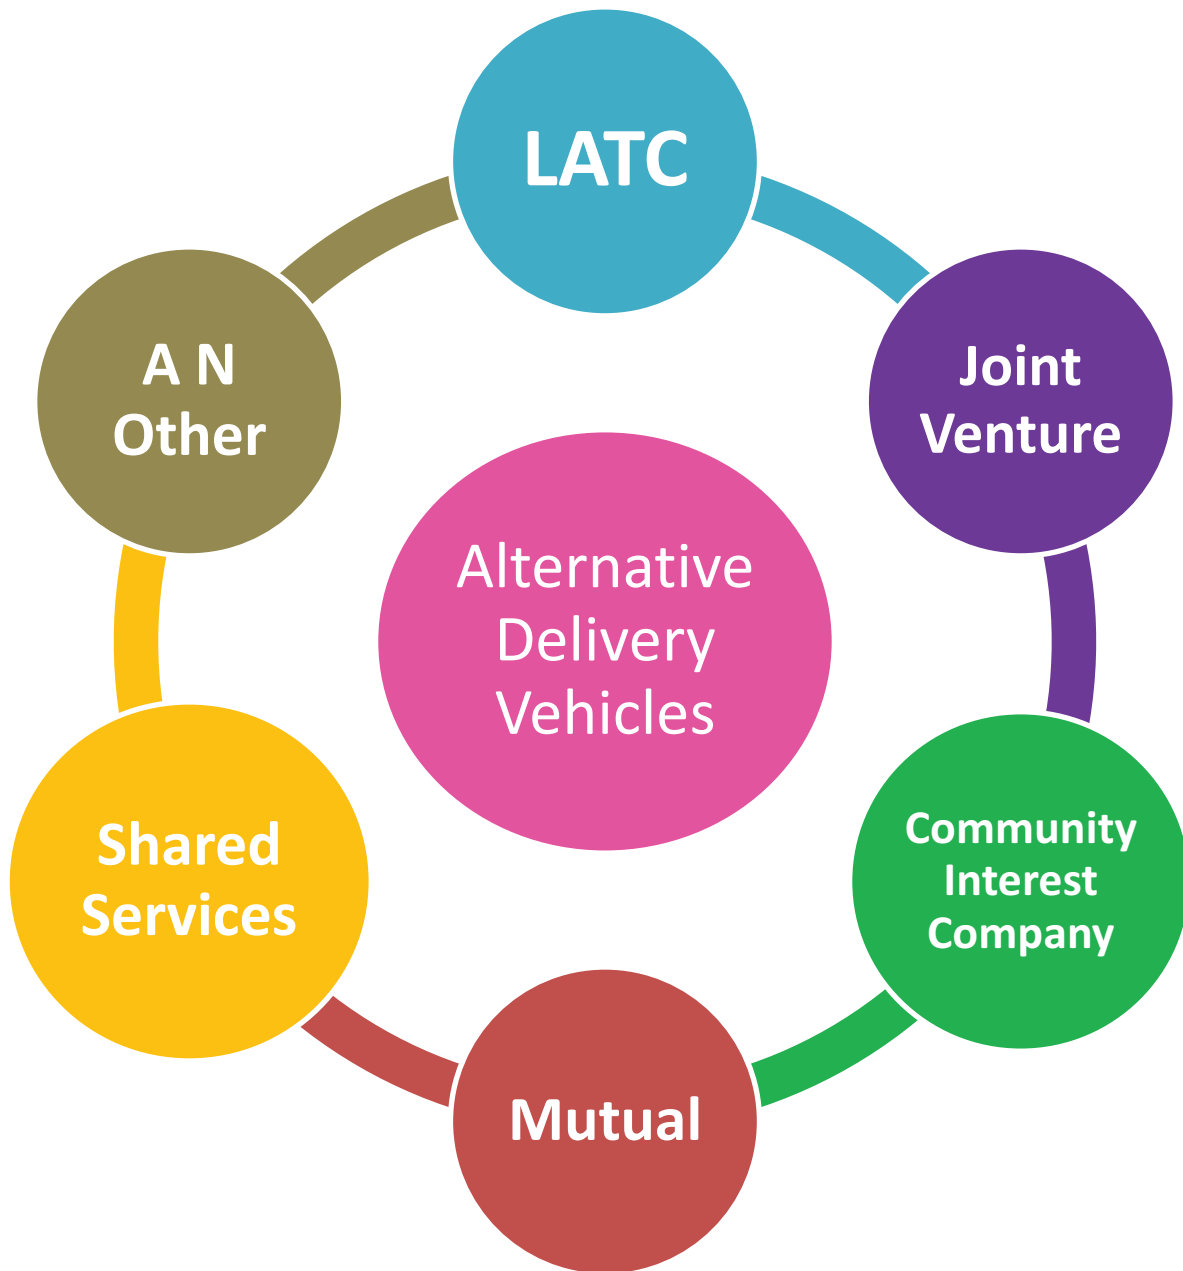 LATC
Joint
Venture
Community
Interest
Company
Mutual
Shared
Services
A N
Other
Alternative
Delivery
Vehicles